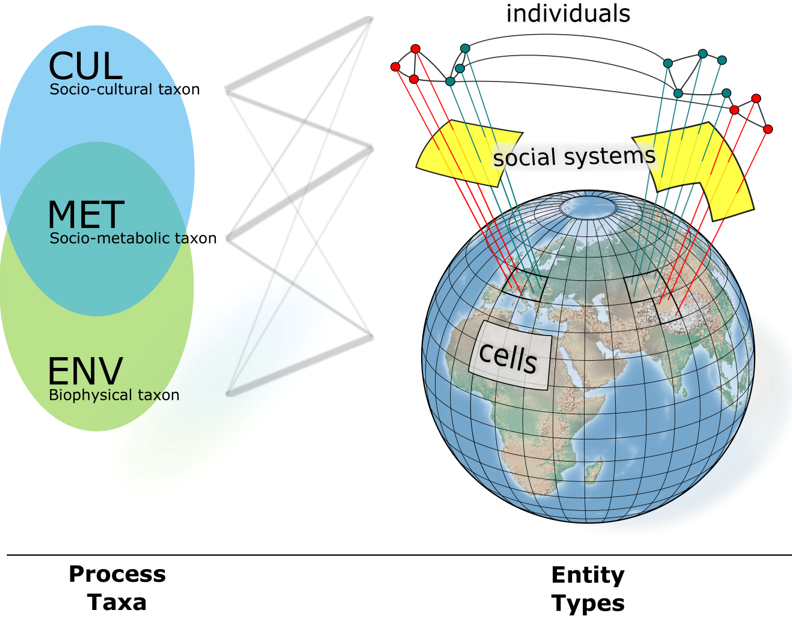 individuals
CUL
Socio-cultural taxon
social systems
MET
Socio-metabolic taxon
cells
ENV
Biophysical taxon
Process
Taxa
Entity
Types